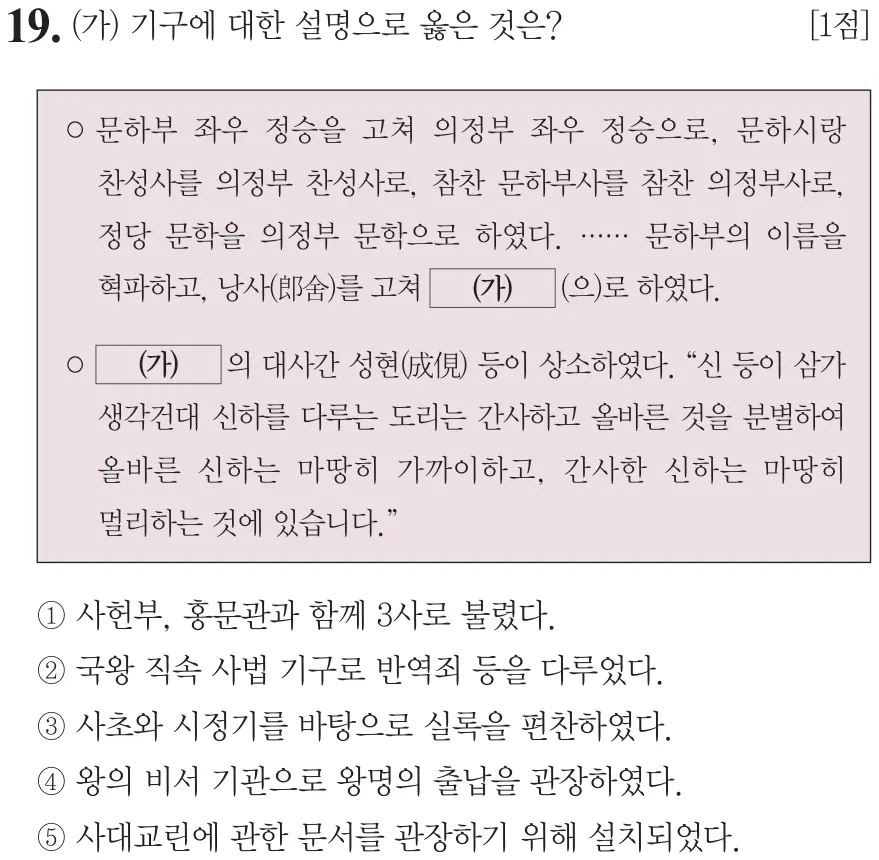 19. (가) 기구에 대한 설명으로 옳은 것은? [1점]
○ 문하부 좌우 정승을 고쳐 의정부 좌우 정승으로, 문하시랑
찬성사를 의정부 찬성사로, 참찬 문하부사를 참찬 의정부사로,
정당 문학을 의정부 문학으로 하였다. …… 문하부의 이름을
혁파하고, 낭사(郎舍)를 고쳐 (가) (으)로 하였다.
○ (가) 의 대사간 성현(成俔) 등이 상소하였다. “신 등이 삼가
생각건대 신하를 다루는 도리는 간사하고 올바른 것을 분별하여
올바른 신하는 마땅히 가까이하고, 간사한 신하는 마땅히
멀리하는 것에 있습니다.”
① 사헌부, 홍문관과 함께 3사로 불렸다.
② 국왕 직속 사법 기구로 반역죄 등을 다루었다.
③ 사초와 시정기를 바탕으로 실록을 편찬하였다.
④ 왕의 비서 기관으로 왕명의 출납을 관장하였다.
⑤ 사대교린에 관한 문서를 관장하기 위해 설치되었다.